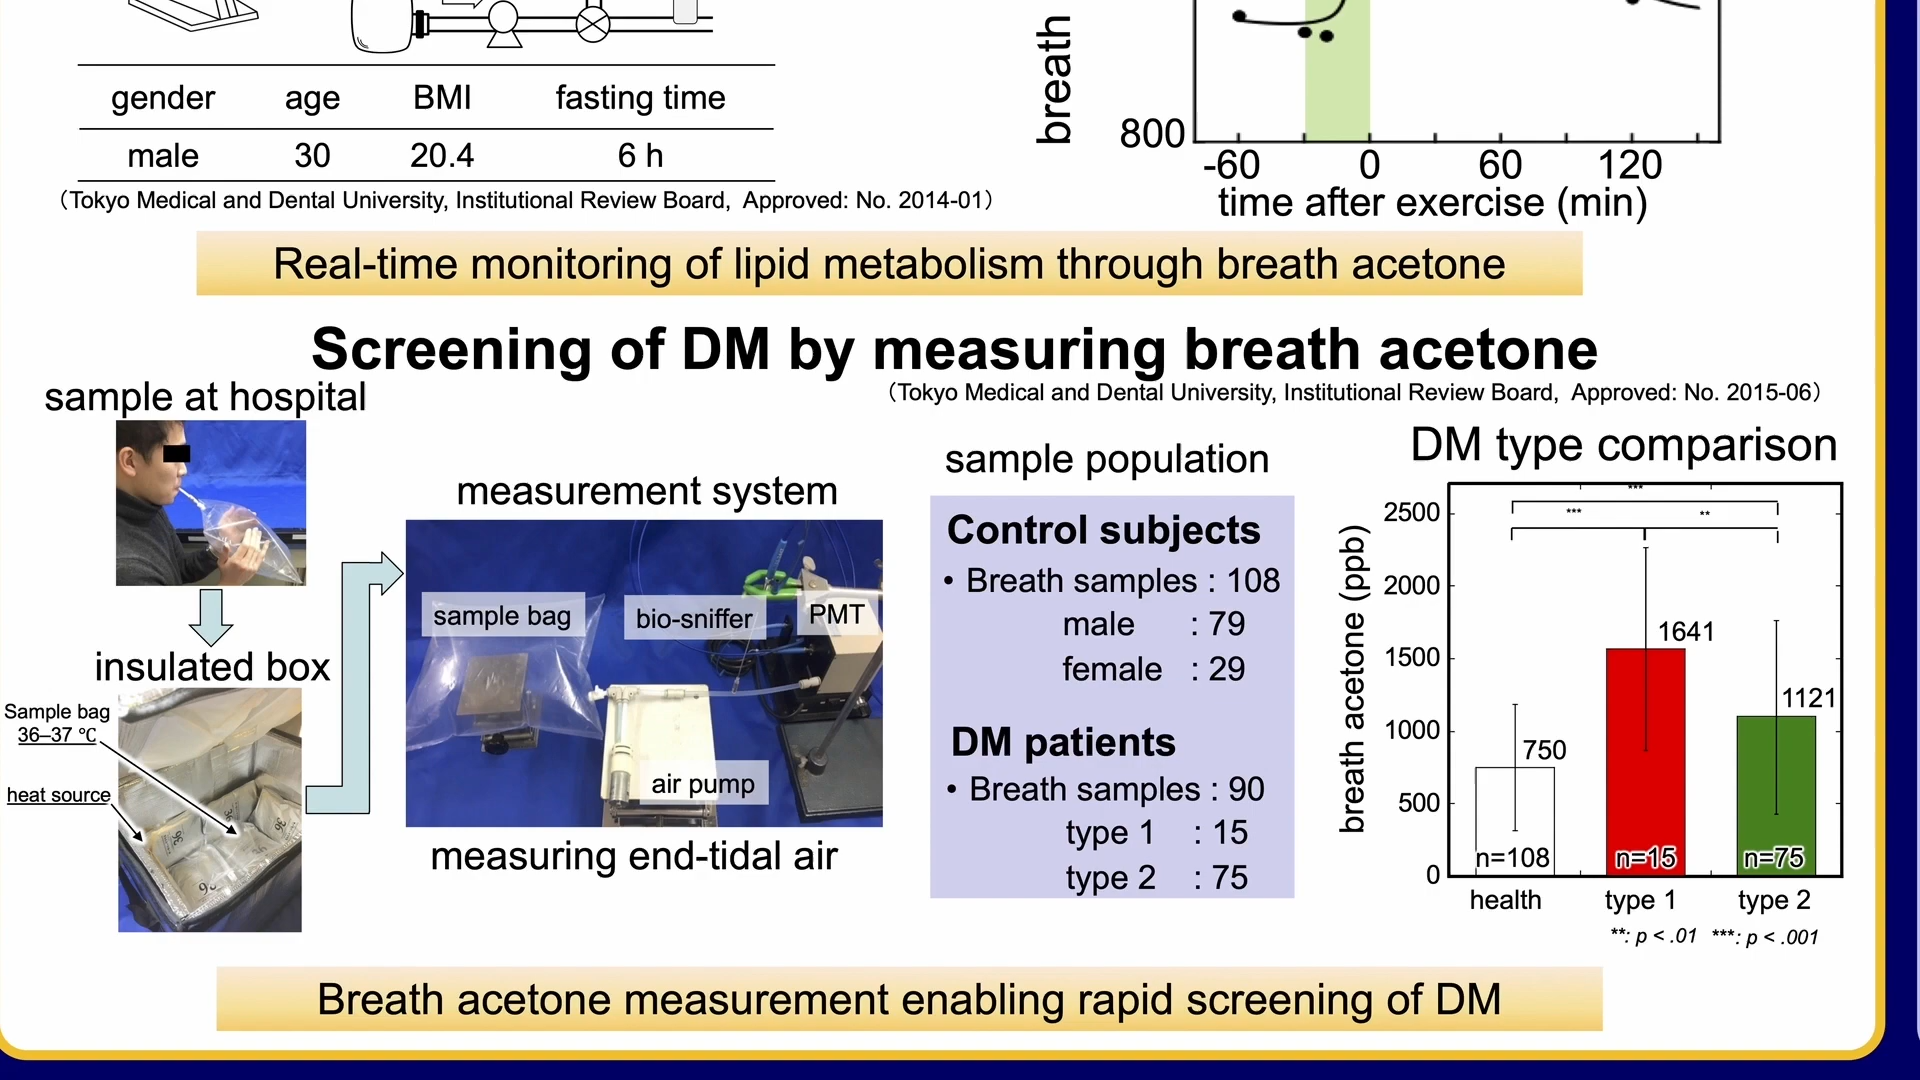 gender age BMI fasting time
male 30 20.4 6 h
(Tokyo Medical and Dental University, Institutional Review Board, Approved: No. 2014-01)
breath
800
-60 0 60 120
time after exercise (min)
Real-time monitoring of lipid metabolism through breath acetone
Screening of DM by measuring breath acetone
(Tokyo Medical and Dental University, Institutional Review Board, Approved: No. 2015-06)
sample at hospital
insulated box
Sample bag
36–37 ℃
heat source
measurement system
sample bag
bio-sniffer
PMT
air pump
measuring end-tidal air
sample population
Control subjects
• Breath samples : 108
male : 79
female : 29
DM patients
• Breath samples : 90
type 1 : 15
type 2 : 75
DM type comparison
breath acetone (ppb)
2500
2000
1500
1000
500
0
***
*** **
1641
1121
750
n=108 n=15 n=75
health type 1 type 2
**: p < .01 ***: p < .001
Breath acetone measurement enabling rapid screening of DM